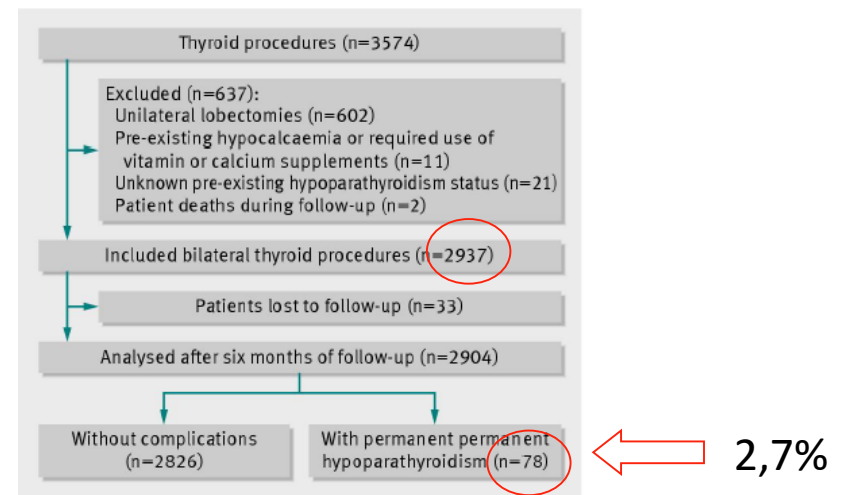 Thyroid procedures (n=3574)
Excluded (n=637):
Unilateral lobectomies (n=602)
Pre-existing hypocalcaemia or required use of
vitamin or calcium supplements (n=11)
Unknown pre-existing hypoparathyroidism status (n=21)
Patient deaths during follow-up (n=2)
Included bilateral thyroid procedures (n=2937)
Patients lost to follow-up (n=33)
Analysed after six months of follow-up (n=2904)
Without complications
(n=2826)
With permanent permanent
hypoparathyroidism (n=78)
2,7%